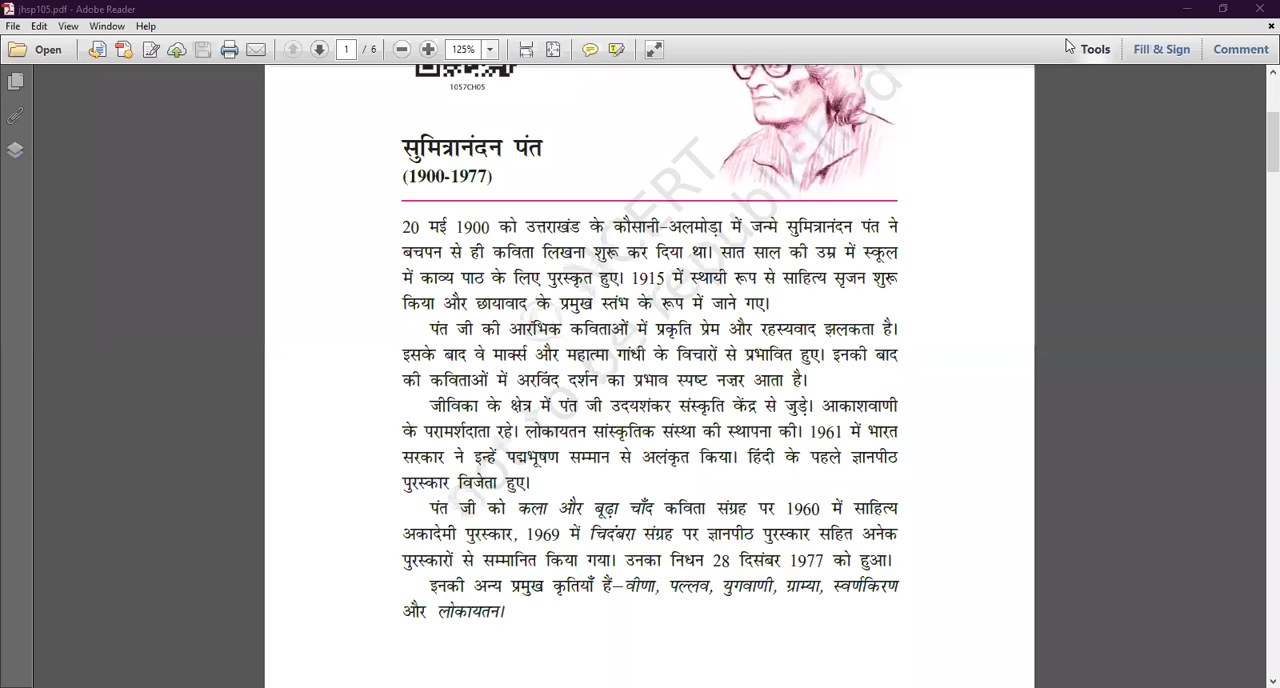 jhsp105.pdf - Adobe Reader
File Edit View Window Help
Open 1 / 6 125% Tools Fill & Sign Comment
1057CH05
सुमित्रानंदन पंत
(1900-1977)
20 मई 1900 को उत्तराखंड के कौसानी-अलमोड़ा में जन्मे सुमित्रानंदन पंत ने
बचपन से ही कविता लिखना शुरू कर दिया था। सात साल की उम्र में स्कूल
में काव्य पाठ के लिए पुरस्कृत हुए। 1915 में स्थायी रूप से साहित्य सृजन शुरू
किया और छायावाद के प्रमुख स्तंभ के रूप में जाने गए।
पंत जी की आरंभिक कविताओं में प्रकृति प्रेम और रहस्यवाद झलकता है।
इसके बाद वे मार्क्स और महात्मा गांधी के विचारों से प्रभावित हुए। इनकी बाद
की कविताओं में अरविंद दर्शन का प्रभाव स्पष्ट नज़र आता है।
जीविका के क्षेत्र में पंत जी उदयशंकर संस्कृति केंद्र से जुड़े। आकाशवाणी
के परामर्शदाता रहे। लोकायतन सांस्कृतिक संस्था की स्थापना की। 1961 में भारत
सरकार ने इन्हें पद्मभूषण सम्मान से अलंकृत किया। हिंदी के पहले ज्ञानपीठ
पुरस्कार विजेता हुए।
पंत जी को कला और बूढ़ा चाँद कविता संग्रह पर 1960 में साहित्य
अकादेमी पुरस्कार, 1969 में चिदंबरा संग्रह पर ज्ञानपीठ पुरस्कार सहित अनेक
पुरस्कारों से सम्मानित किया गया। उनका निधन 28 दिसंबर 1977 को हुआ।
इनकी अन्य प्रमुख कृतियाँ हैं–वीणा, पल्लव, युगवाणी, ग्राम्या, स्वर्णकिरण
और लोकायतन।
© NCERT
not to be republished